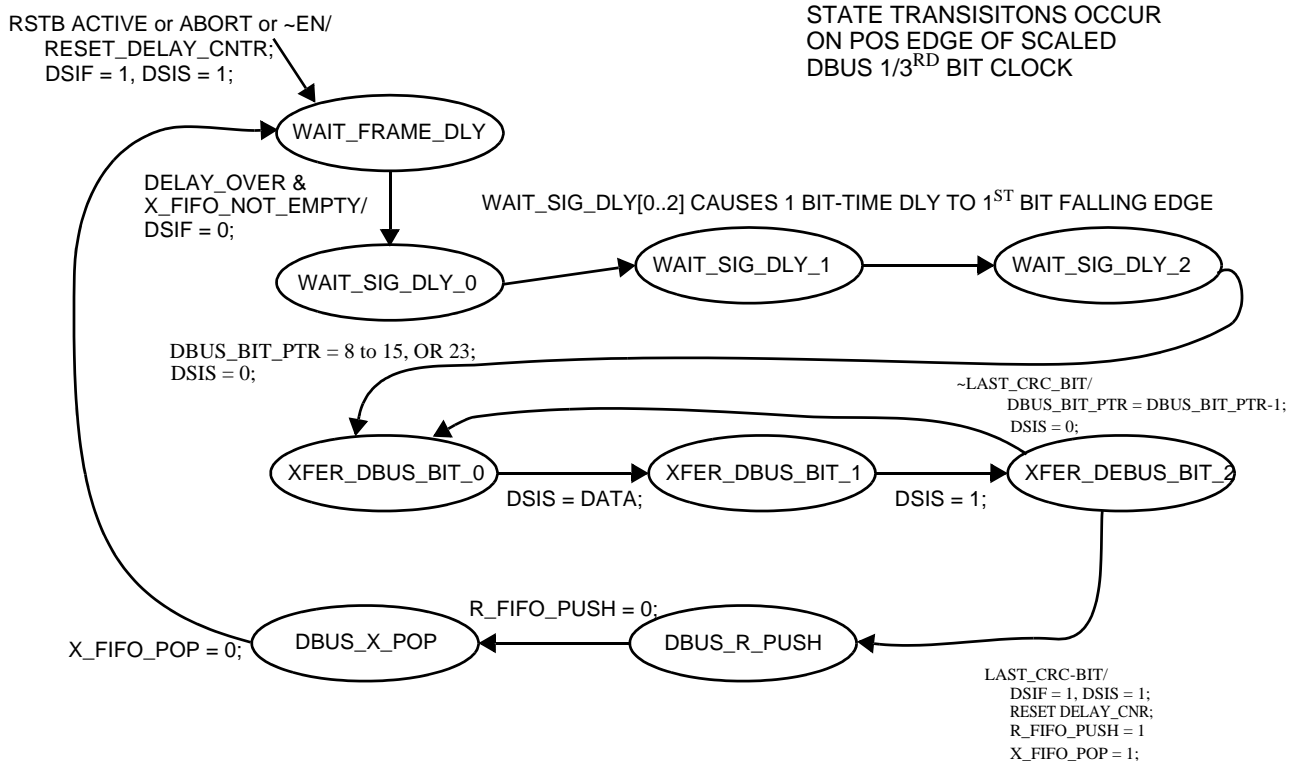 RSTB ACTIVE or ABORT or ~EN/
RESET_DELAY_CNTR;
DSIF = 1, DSIS = 1;
STATE TRANSISITONS OCCUR
ON POS EDGE OF SCALED
DBUS 1/3RD BIT CLOCK
WAIT_FRAME_DLY
DELAY_OVER &
X_FIFO_NOT_EMPTY/
DSIF = 0;
WAIT_SIG_DLY[0..2] CAUSES 1 BIT-TIME DLY TO 1ST BIT FALLING EDGE
WAIT_SIG_DLY_0
WAIT_SIG_DLY_1
WAIT_SIG_DLY_2
DBUS_BIT_PTR = 8 to 15, OR 23;
DSIS = 0;
~LAST_CRC_BIT/
DBUS_BIT_PTR = DBUS_BIT_PTR-1;
DSIS = 0;
XFER_DBUS_BIT_0
DSIS = DATA;
XFER_DBUS_BIT_1
DSIS = 1;
XFER_DEBUS_BIT_2
R_FIFO_PUSH = 0;
X_FIFO_POP = 0;
DBUS_X_POP
DBUS_R_PUSH
LAST_CRC-BIT/
DSIF = 1, DSIS = 1;
RESET DELAY_CNR;
R_FIFO_PUSH = 1
X_FIFO_POP = 1;